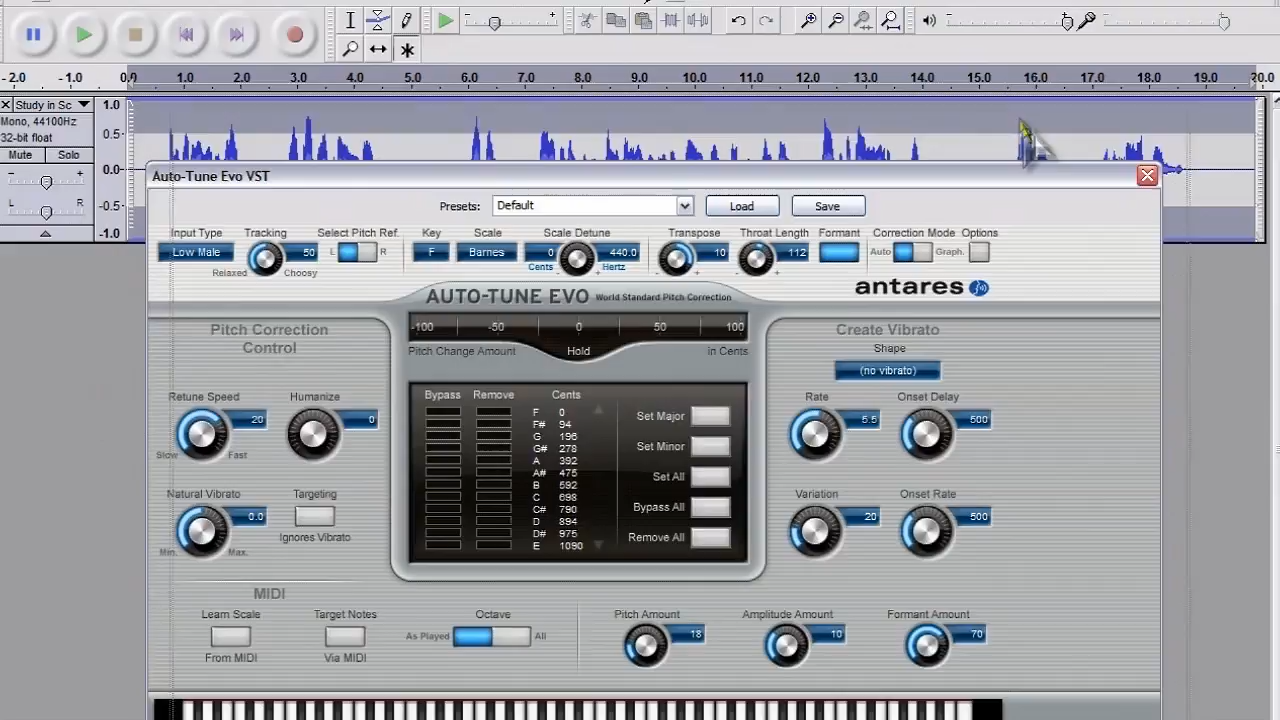 - 2.0 - 1.0 0.0 1.0 2.0 3.0 4.0 5.0 6.0 7.0 8.0 9.0 10.0 11.0 12.0 13.0 14.0 15.0 16.0 17.0 18.0 19.0 20.0
Study in Sc 1.0
Mono, 44100Hz
32-bit float 0.5
Mute Solo
- + 0.0
L R -0.5
-1.0
Auto-Tune Evo VST
Presets: Default Load Save
Input Type Tracking Select Pitch Ref. Key Scale Scale Detune Transpose Throat Length Formant Correction Mode Options
Low Male 50 L R F Barnes 0 440.0 10 112 Auto Graph.
Relaxed Choosy Cents - + Hertz - + - +
antares
AUTO-TUNE EVO World Standard Pitch Correction
-100 -50 0 50 100
Pitch Change Amount Hold in Cents
Pitch Correction
Control
Retune Speed Humanize
20 0
Slow Fast
Natural Vibrato Targeting
0.0
Ignores Vibrato
Min. Max.
Bypass Remove Cents
F 0
F# 94
G 196
G# 278
A 392
A# 475
B 592
C 698
C# 790
D 894
D# 975
E 1090
Set Major
Set Minor
Set All
Bypass All
Remove All
Create Vibrato
Shape
(no vibrato)
Rate Onset Delay
5.5 500
Variation Onset Rate
20 500
MIDI
Learn Scale Target Notes Octave Pitch Amount Amplitude Amount Formant Amount
As Played All 18 10 70
From MIDI Via MIDI